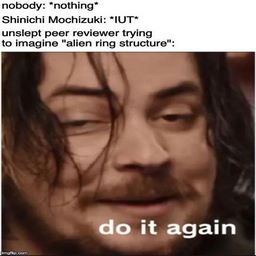 nobody: *nothing*
Shinichi Mochizuki: *IUT*
unslept peer reviewer trying
to imagine "alien ring structure":
do it again
imgflip.com